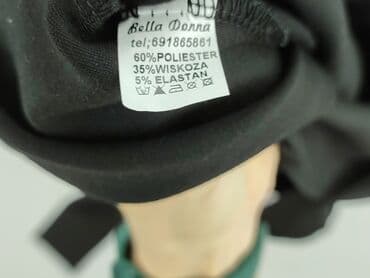 Bella Donna
tel;691865861
60%POLIESTER
35%WISKOZA
5% ELASTAN